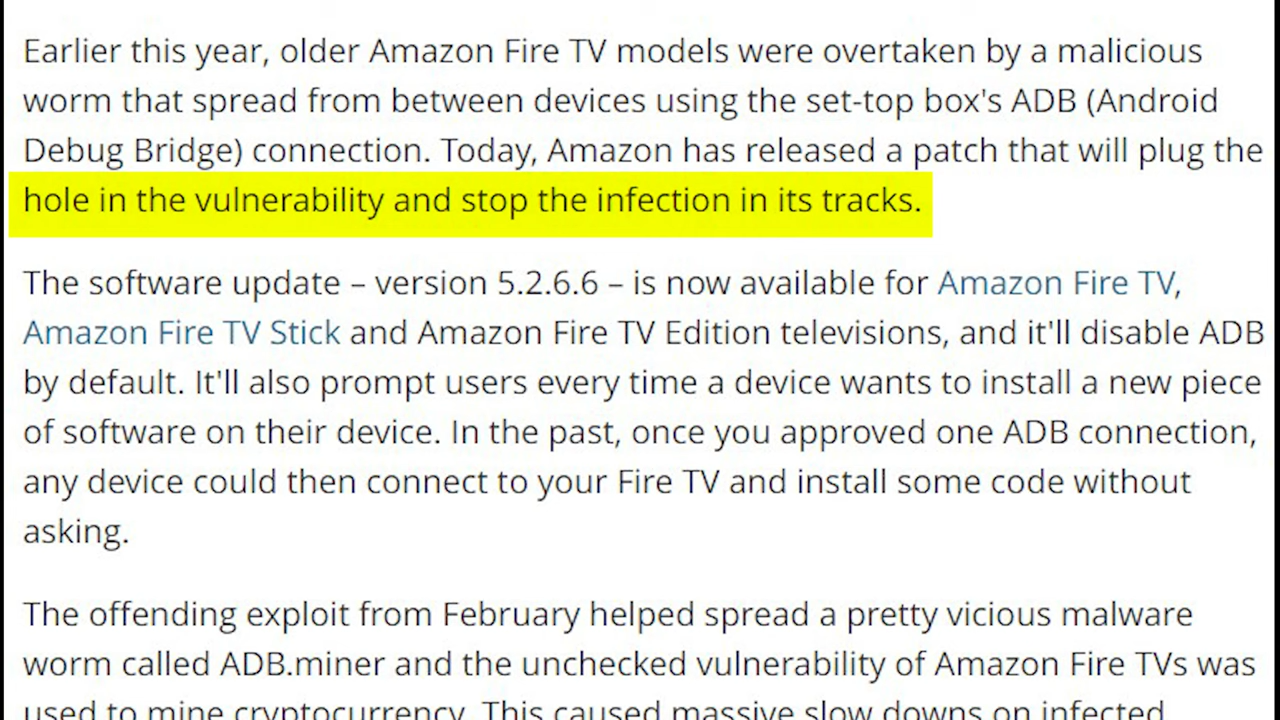 Earlier this year, older Amazon Fire TV models were overtaken by a malicious
worm that spread from between devices using the set-top box's ADB (Android
Debug Bridge) connection. Today, Amazon has released a patch that will plug the
hole in the vulnerability and stop the infection in its tracks.
The software update – version 5.2.6.6 – is now available for Amazon Fire TV,
Amazon Fire TV Stick and Amazon Fire TV Edition televisions, and it'll disable ADB
by default. It'll also prompt users every time a device wants to install a new piece
of software on their device. In the past, once you approved one ADB connection,
any device could then connect to your Fire TV and install some code without
asking.
The offending exploit from February helped spread a pretty vicious malware
worm called ADB.miner and the unchecked vulnerability of Amazon Fire TVs was
used to mine cryptocurrency. This caused massive slow downs on infected